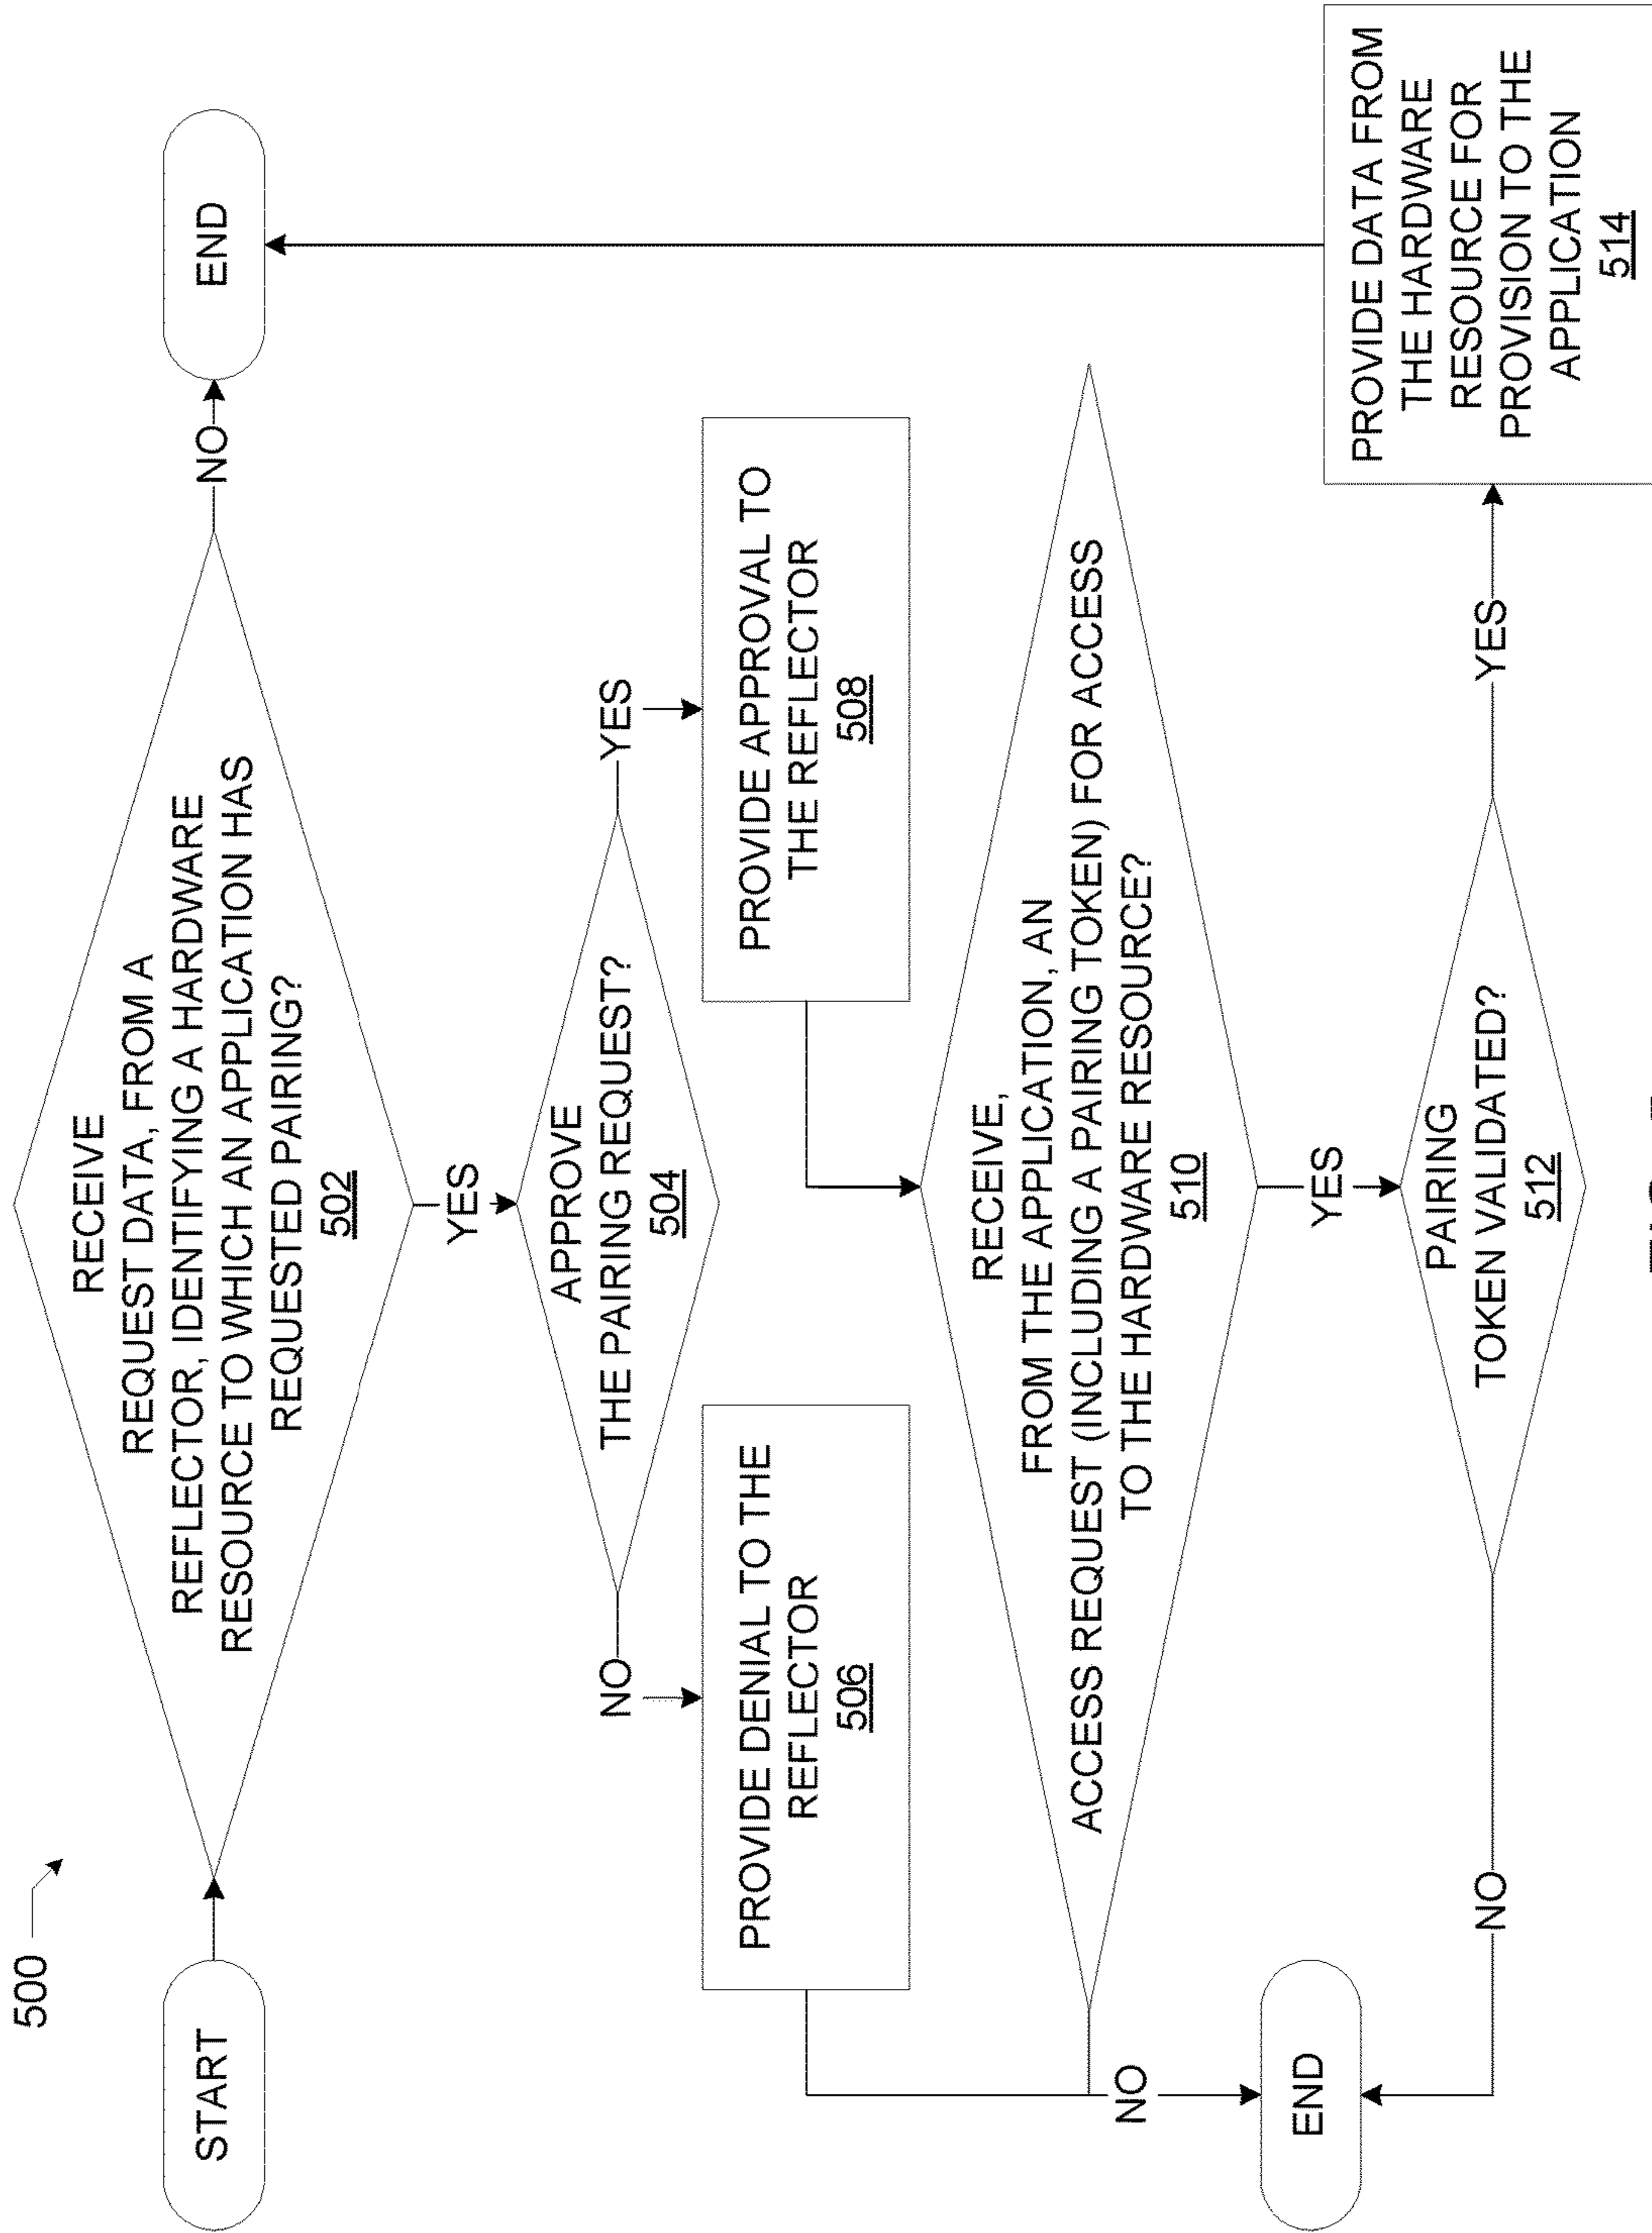 500
START
RECEIVE
REQUEST DATA, FROM A
REFLECTOR, IDENTIFYING A HARDWARE
RESOURCE TO WHICH AN APPLICATION HAS
REQUESTED PAIRING?
502
NO
END
YES
APPROVE
THE PAIRING REQUEST?
504
NO
YES
PROVIDE DENIAL TO THE
REFLECTOR
506
PROVIDE APPROVAL TO
THE REFLECTOR
508
RECEIVE,
FROM THE APPLICATION, AN
ACCESS REQUEST (INCLUDING A PAIRING TOKEN) FOR ACCESS
TO THE HARDWARE RESOURCE?
510
NO
YES
END
PAIRING
TOKEN VALIDATED?
512
NO
YES
PROVIDE DATA FROM
THE HARDWARE
RESOURCE FOR
PROVISION TO THE
APPLICATION
514